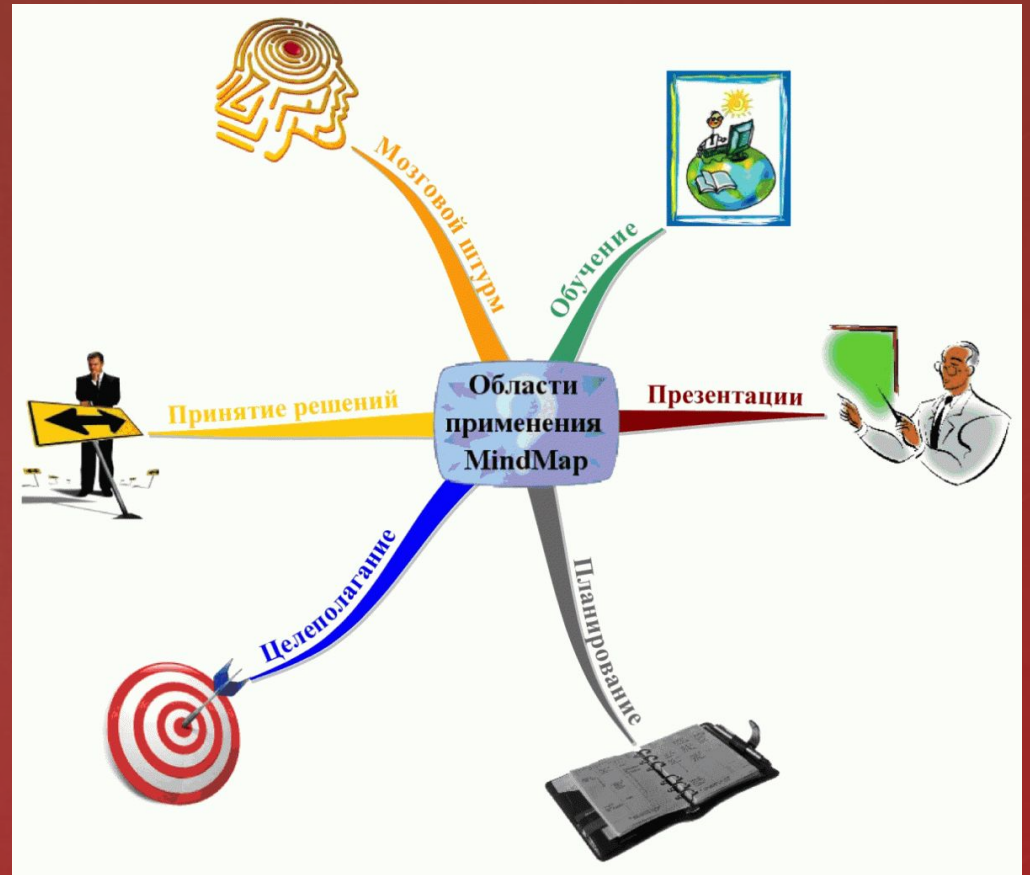 Мозговой штурм
Обучение
Принятие решений
Области
применения
MindMap
Презентации
Целеполагание
Планирование